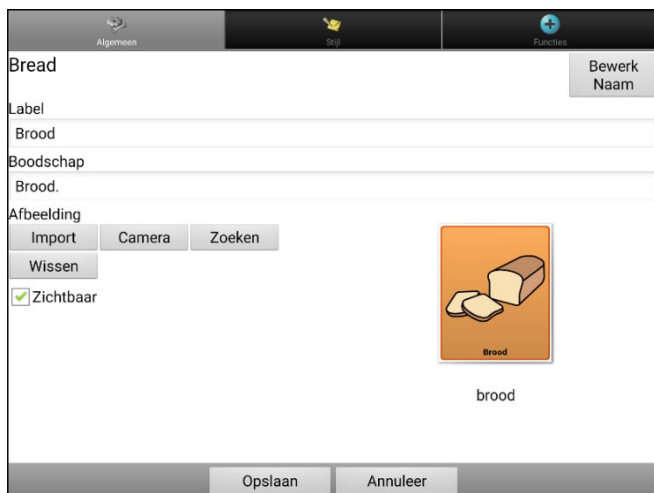 Algemeen
Stijl
Functies
Bread
Bewerk
Naam
Label
Brood
Boodschap
Brood.
Afbeelding
Import
Camera
Zoeken
Wissen
Zichtbaar
Brood
brood
Opslaan
Annuleer